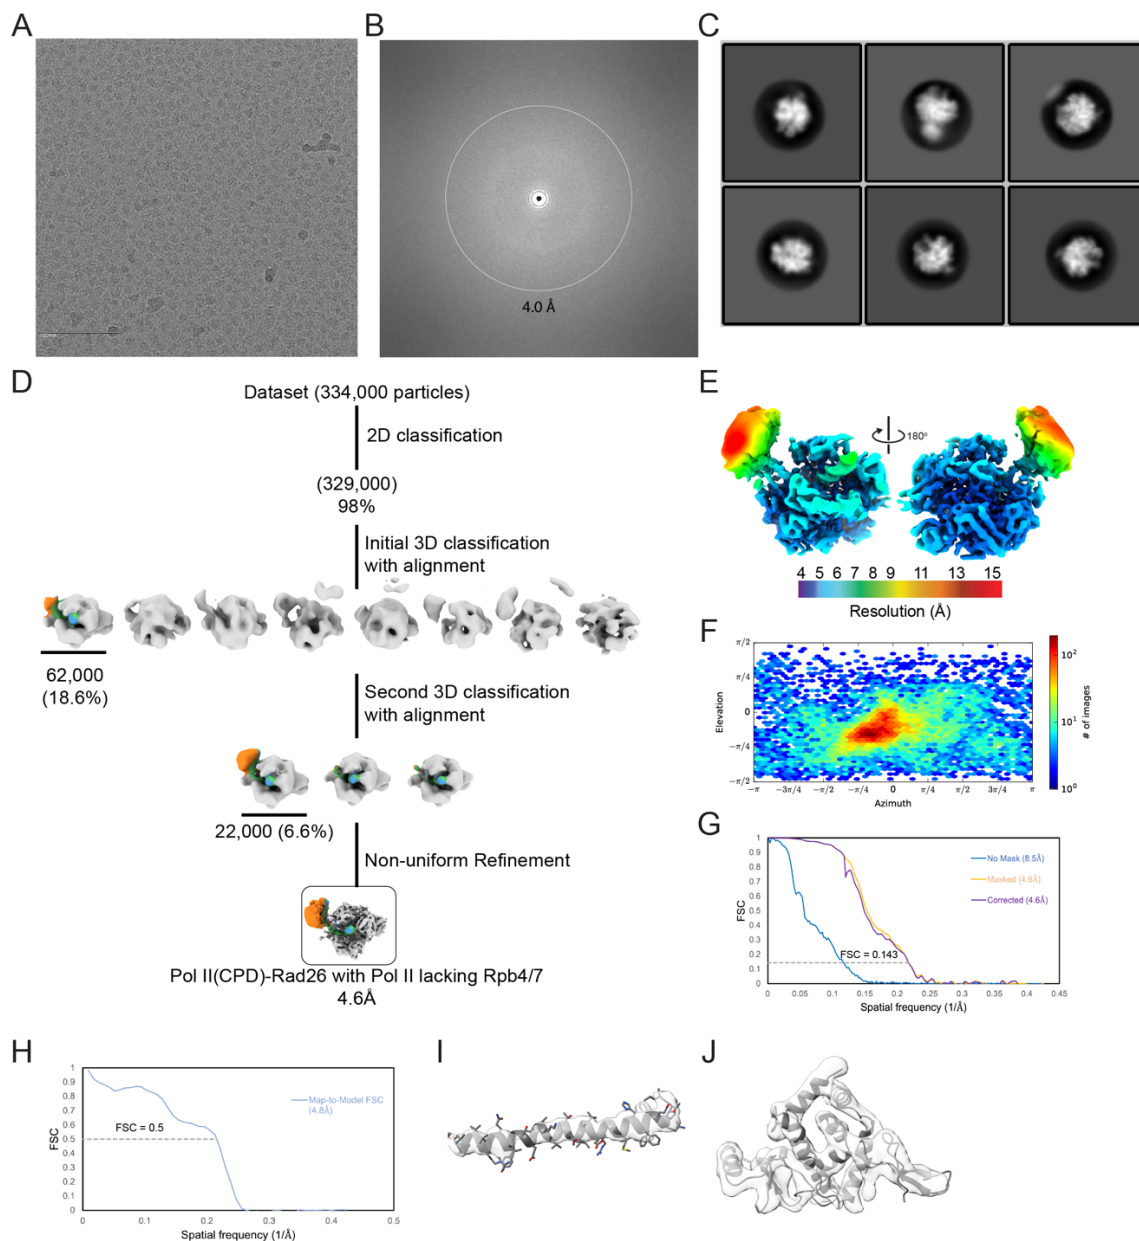 A
B
C
4.0 Å
D
Dataset (334,000 particles)
2D classification
(329,000)
98%
Initial 3D classification
with alignment
62,000
(18.6%)
Second 3D classification
with alignment
22,000 (6.6%)
Non-uniform Refinement
Pol II(CPD)-Rad26 with Pol II lacking Rpb4/7
4.6Å
E
180°
4 5 6 7 8 9 11 13 15
Resolution (Å)
F
π/2
π/4
0
−π/4
−π/2
Elevation
−π −3π/4 −π/2 −π/4 0 π/4 π/2 3π/4 π
Azimuth
10²
10¹
10⁰
# of images
G
1
0.9
0.8
0.7
0.6
0.5
0.4
0.3
0.2
0.1
0
FSC
No Mask (8.5Å)
Masked (4.6Å)
Corrected (4.6Å)
FSC = 0.143
0 0.05 0.1 0.15 0.2 0.25 0.3 0.35 0.4 0.45
Spatial frequency (1/Å)
H
1
0.9
0.8
0.7
0.6
0.5
0.4
0.3
0.2
0.1
0
FSC
Map-to-Model FSC
(4.8Å)
FSC = 0.5
0 0.1 0.2 0.3 0.4 0.5
Spatial frequency (1/Å)
I
J